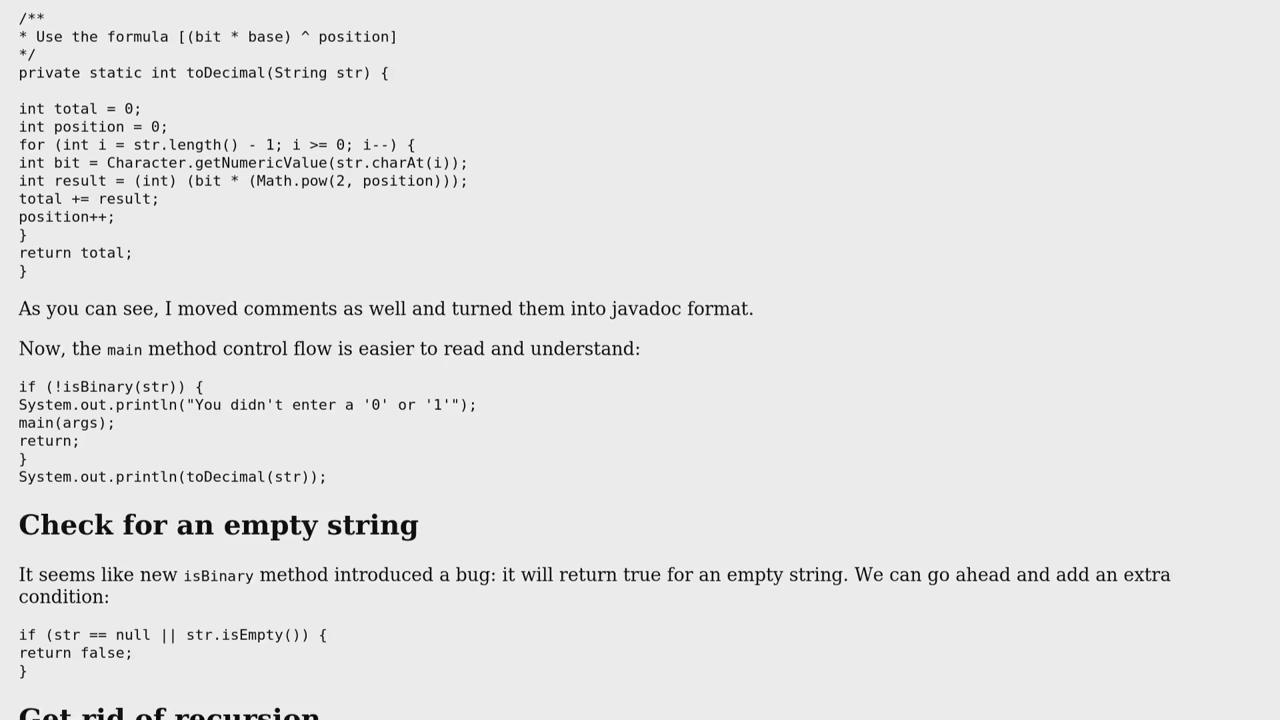 /**
* Use the formula [(bit * base) ^ position]
*/
private static int toDecimal(String str) {
int total = 0;
int position = 0;
for (int i = str.length() - 1; i >= 0; i--) {
int bit = Character.getNumericValue(str.charAt(i));
int result = (int) (bit * (Math.pow(2, position)));
total += result;
position++;
}
return total;
}
As you can see, I moved comments as well and turned them into javadoc format.
Now, the main method control flow is easier to read and understand:
if (!isBinary(str)) {
System.out.println("You didn't enter a '0' or '1'");
main(args);
return;
}
System.out.println(toDecimal(str));
Check for an empty string
It seems like new isBinary method introduced a bug: it will return true for an empty string. We can go ahead and add an extra
condition:
if (str == null || str.isEmpty()) {
return false;
}
Get rid of recursion